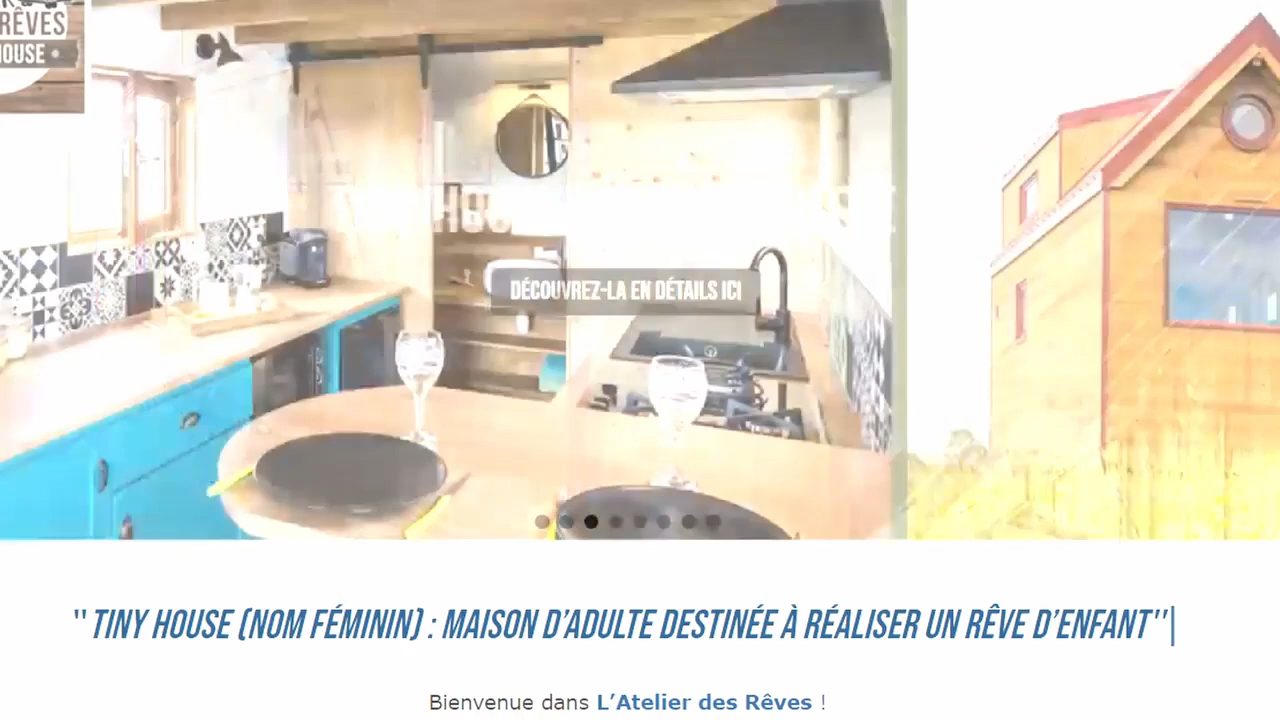 RÊVES
HOUSE
DÉCOUVREZ-LA EN DÉTAILS ICI
" TINY HOUSE (NOM FÉMININ) : MAISON D'ADULTE DESTINÉE À RÉALISER UN RÊVE D'ENFANT"
Bienvenue dans L'Atelier des Rêves !